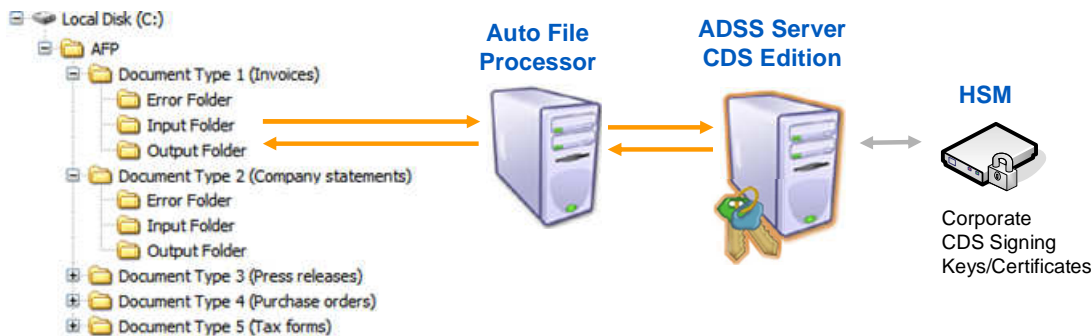 Local Disk (C:)
AFP
Document Type 1 (Invoices)
Error Folder
Input Folder
Output Folder
Document Type 2 (Company statements)
Error Folder
Input Folder
Output Folder
Document Type 3 (Press releases)
Document Type 4 (Purchase orders)
Document Type 5 (Tax forms)
Auto File
Processor
ADSS Server
CDS Edition
HSM
Corporate
CDS Signing
Keys/Certificates